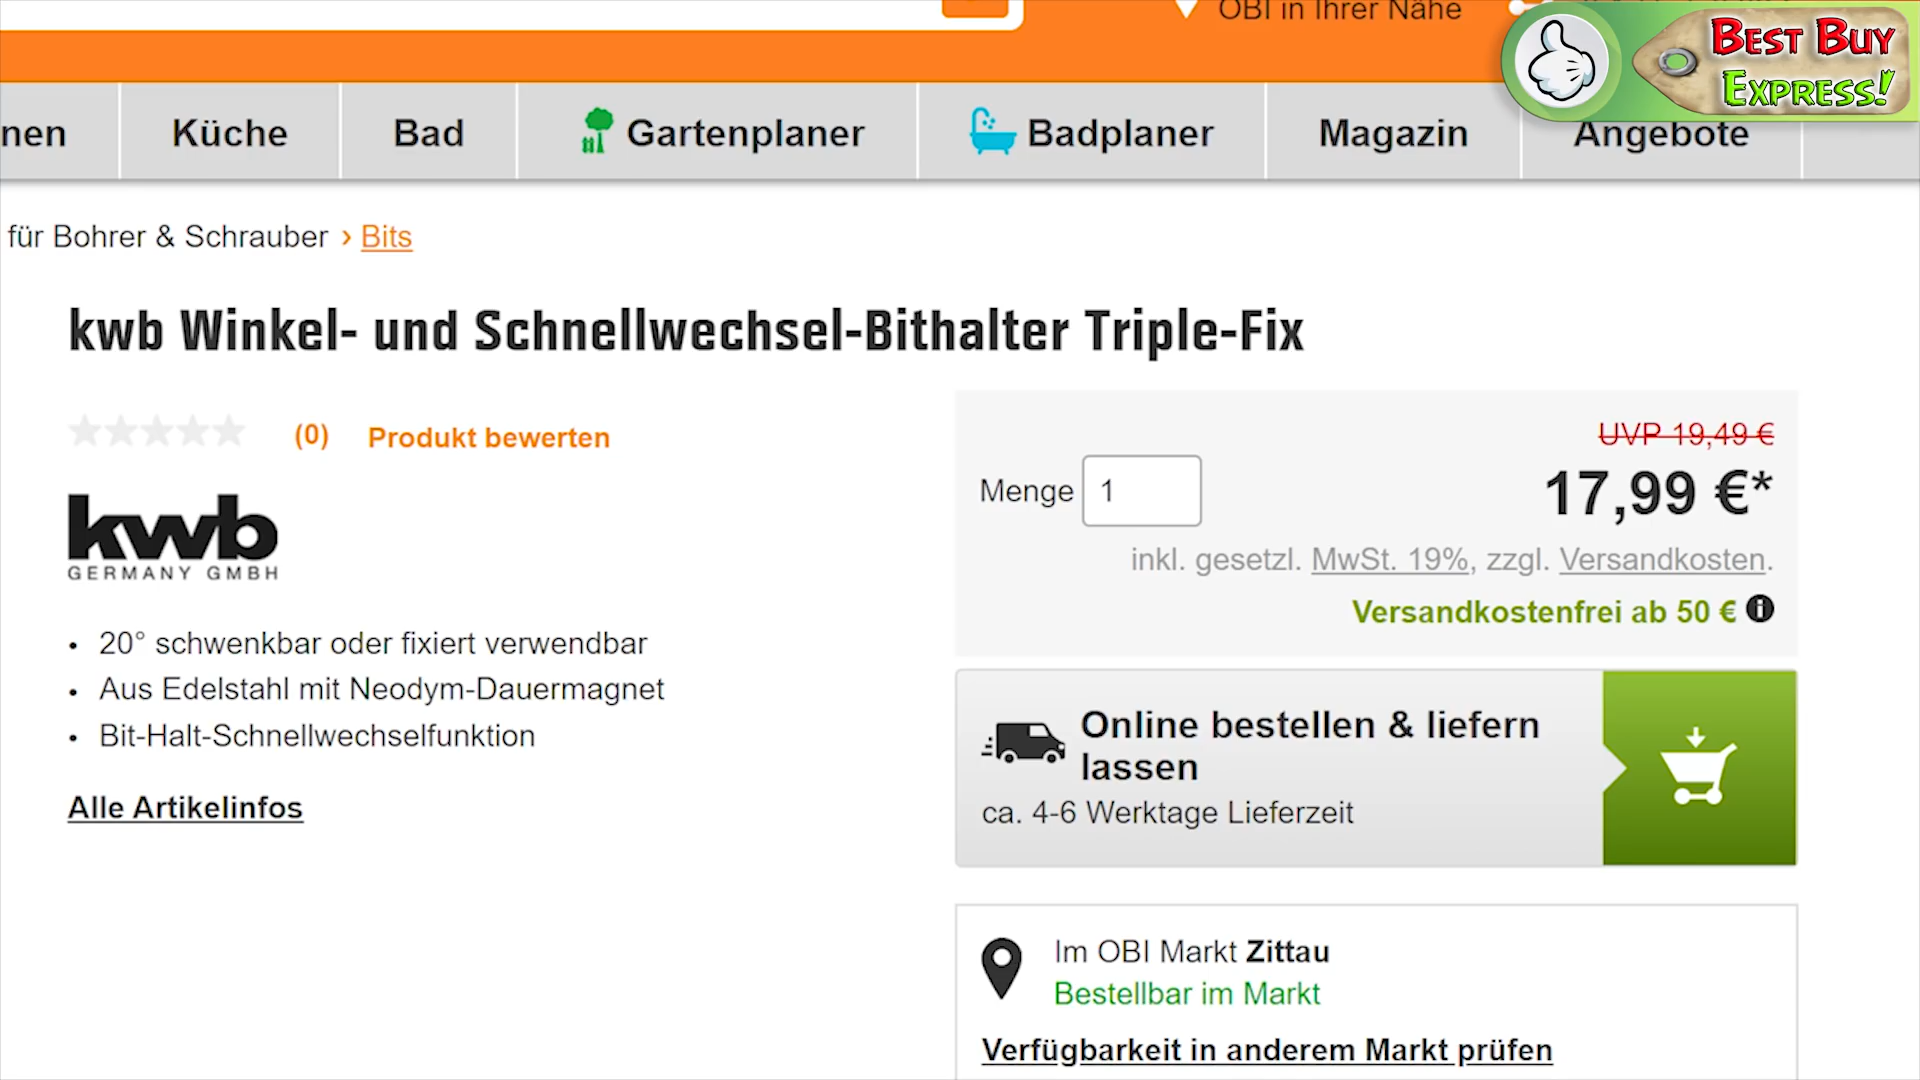 OBI in Ihrer Nähe
BEST BUY
EXPRESS!
nen
Küche
Bad
Gartenplaner
Badplaner
Magazin
Angebote
für Bohrer & Schrauber › Bits
kwb Winkel- und Schnellwechsel-Bithalter Triple-Fix
(0) Produkt bewerten
kwb
GERMANY GMBH
• 20° schwenkbar oder fixiert verwendbar
• Aus Edelstahl mit Neodym-Dauermagnet
• Bit-Halt-Schnellwechselfunktion
Alle Artikelinfos
UVP 19,49 €
Menge 1
17,99 €*
inkl. gesetzl. MwSt. 19%, zzgl. Versandkosten.
Versandkostenfrei ab 50 €
Online bestellen & liefern
lassen
ca. 4-6 Werktage Lieferzeit
Im OBI Markt Zittau
Bestellbar im Markt
Verfügbarkeit in anderem Markt prüfen